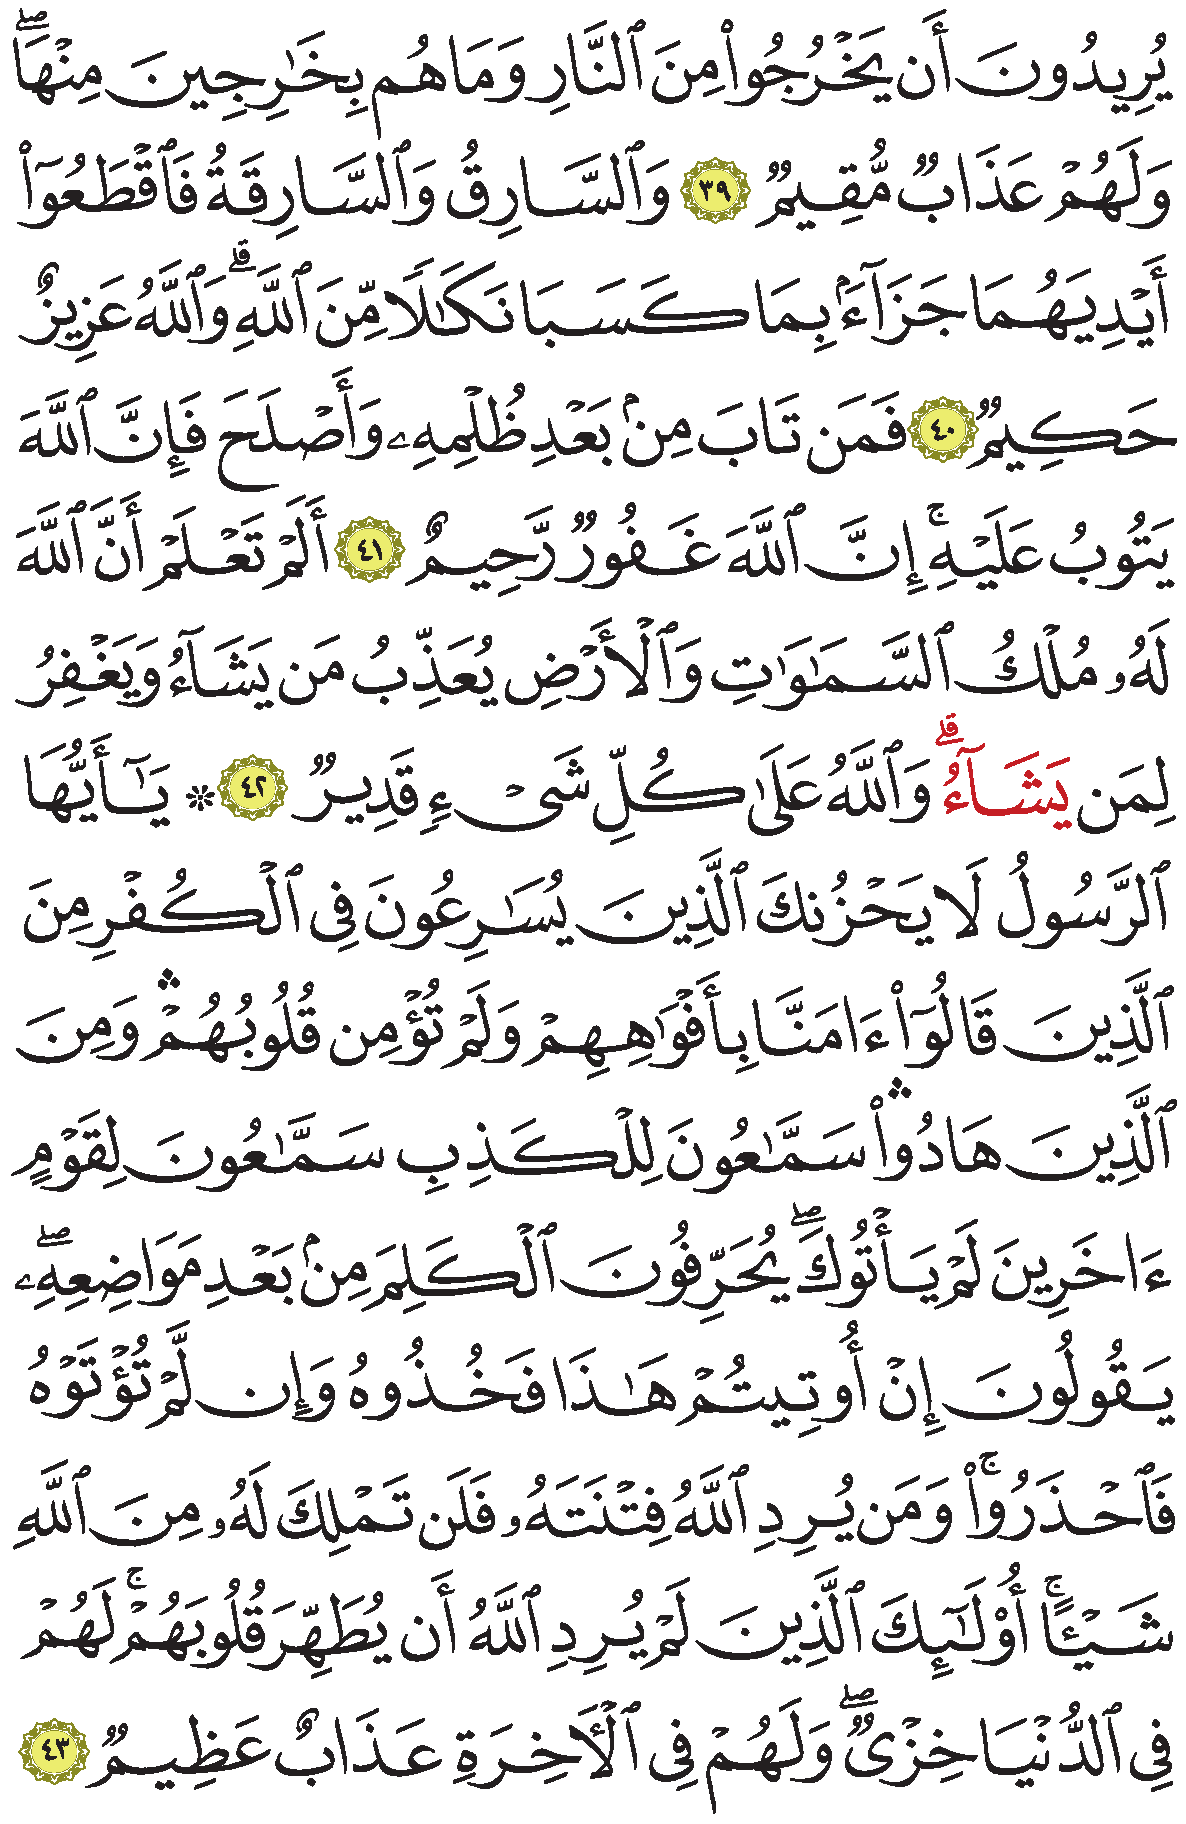 يُرِيدُونَ أَن يَخۡرُجُواْ مِنَ ٱلنَّارِ وَمَا هُم بِخَٰرِجِينَ مِنۡهَاۖ
وَلَهُمۡ عَذَابٞ مُّقِيمٞ ٣٩ وَٱلسَّارِقُ وَٱلسَّارِقَةُ فَٱقۡطَعُوٓاْ
أَيۡدِيَهُمَا جَزَآءَۢ بِمَا كَسَبَا نَكَٰلٗا مِّنَ ٱللَّهِۗ وَٱللَّهُ عَزِيزٌ
حَكِيمٞ ٤٠ فَمَن تَابَ مِنۢ بَعۡدِ ظُلۡمِهِۦ وَأَصۡلَحَ فَإِنَّ ٱللَّهَ
يَتُوبُ عَلَيۡهِۚ إِنَّ ٱللَّهَ غَفُورٞ رَّحِيمٌ ٤١ أَلَمۡ تَعۡلَمۡ أَنَّ ٱللَّهَ
لَهُۥ مُلۡكُ ٱلسَّمَٰوَٰتِ وَٱلۡأَرۡضِ يُعَذِّبُ مَن يَشَآءُ وَيَغۡفِرُ
لِمَن يَشَآءُۗ وَٱللَّهُ عَلَىٰ كُلِّ شَيۡءٖ قَدِيرٞ ٤٢ ۞ يَٰٓأَيُّهَا
ٱلرَّسُولُ لَا يَحۡزُنكَ ٱلَّذِينَ يُسَٰرِعُونَ فِي ٱلۡكُفۡرِ مِنَ
ٱلَّذِينَ قَالُوٓاْ ءَامَنَّا بِأَفۡوَٰهِهِمۡ وَلَمۡ تُؤۡمِن قُلُوبُهُمۡۛ وَمِنَ
ٱلَّذِينَ هَادُواْۛ سَمَّٰعُونَ لِلۡكَذِبِ سَمَّٰعُونَ لِقَوۡمٍ
ءَاخَرِينَ لَمۡ يَأۡتُوكَۖ يُحَرِّفُونَ ٱلۡكَلِمَ مِنۢ بَعۡدِ مَوَاضِعِهِۦۖ
يَقُولُونَ إِنۡ أُوتِيتُمۡ هَٰذَا فَخُذُوهُ وَإِن لَّمۡ تُؤۡتَوۡهُ
فَٱحۡذَرُواْۚ وَمَن يُرِدِ ٱللَّهُ فِتۡنَتَهُۥ فَلَن تَمۡلِكَ لَهُۥ مِنَ ٱللَّهِ
شَيۡـًٔاۚ أُوْلَٰٓئِكَ ٱلَّذِينَ لَمۡ يُرِدِ ٱللَّهُ أَن يُطَهِّرَ قُلُوبَهُمۡۚ لَهُمۡ
فِي ٱلدُّنۡيَا خِزۡيٞۖ وَلَهُمۡ فِي ٱلۡأٓخِرَةِ عَذَابٌ عَظِيمٞ ٤٣